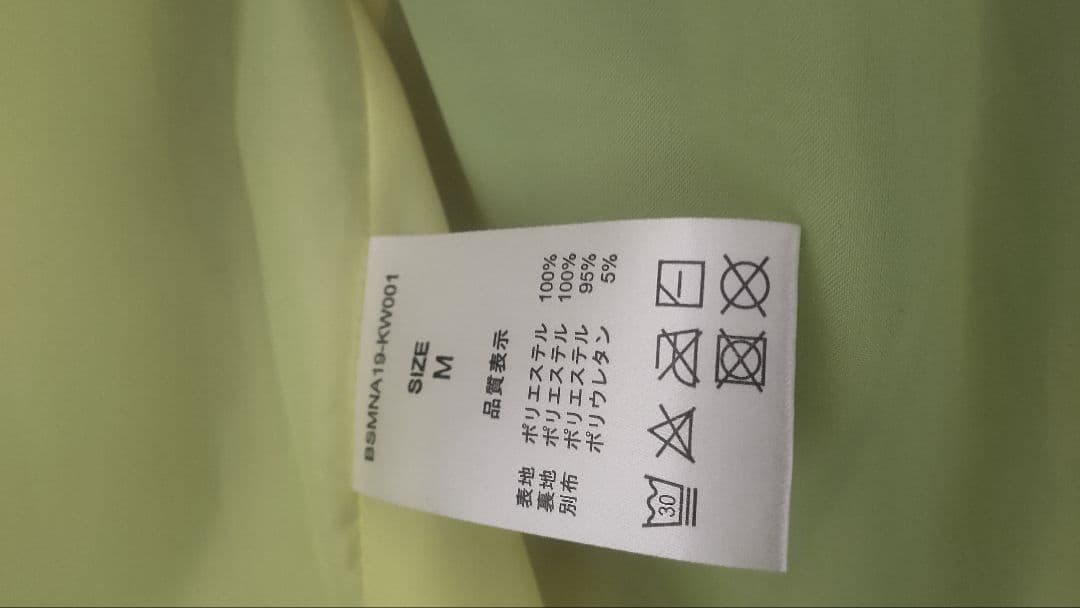 BSMNA19-KW001
SIZE
M
品質表示
表地 ポリエステル 100%
裏地 ポリエステル 100%
別布 ポリエステル 95%
ポリウレタン 5%
30